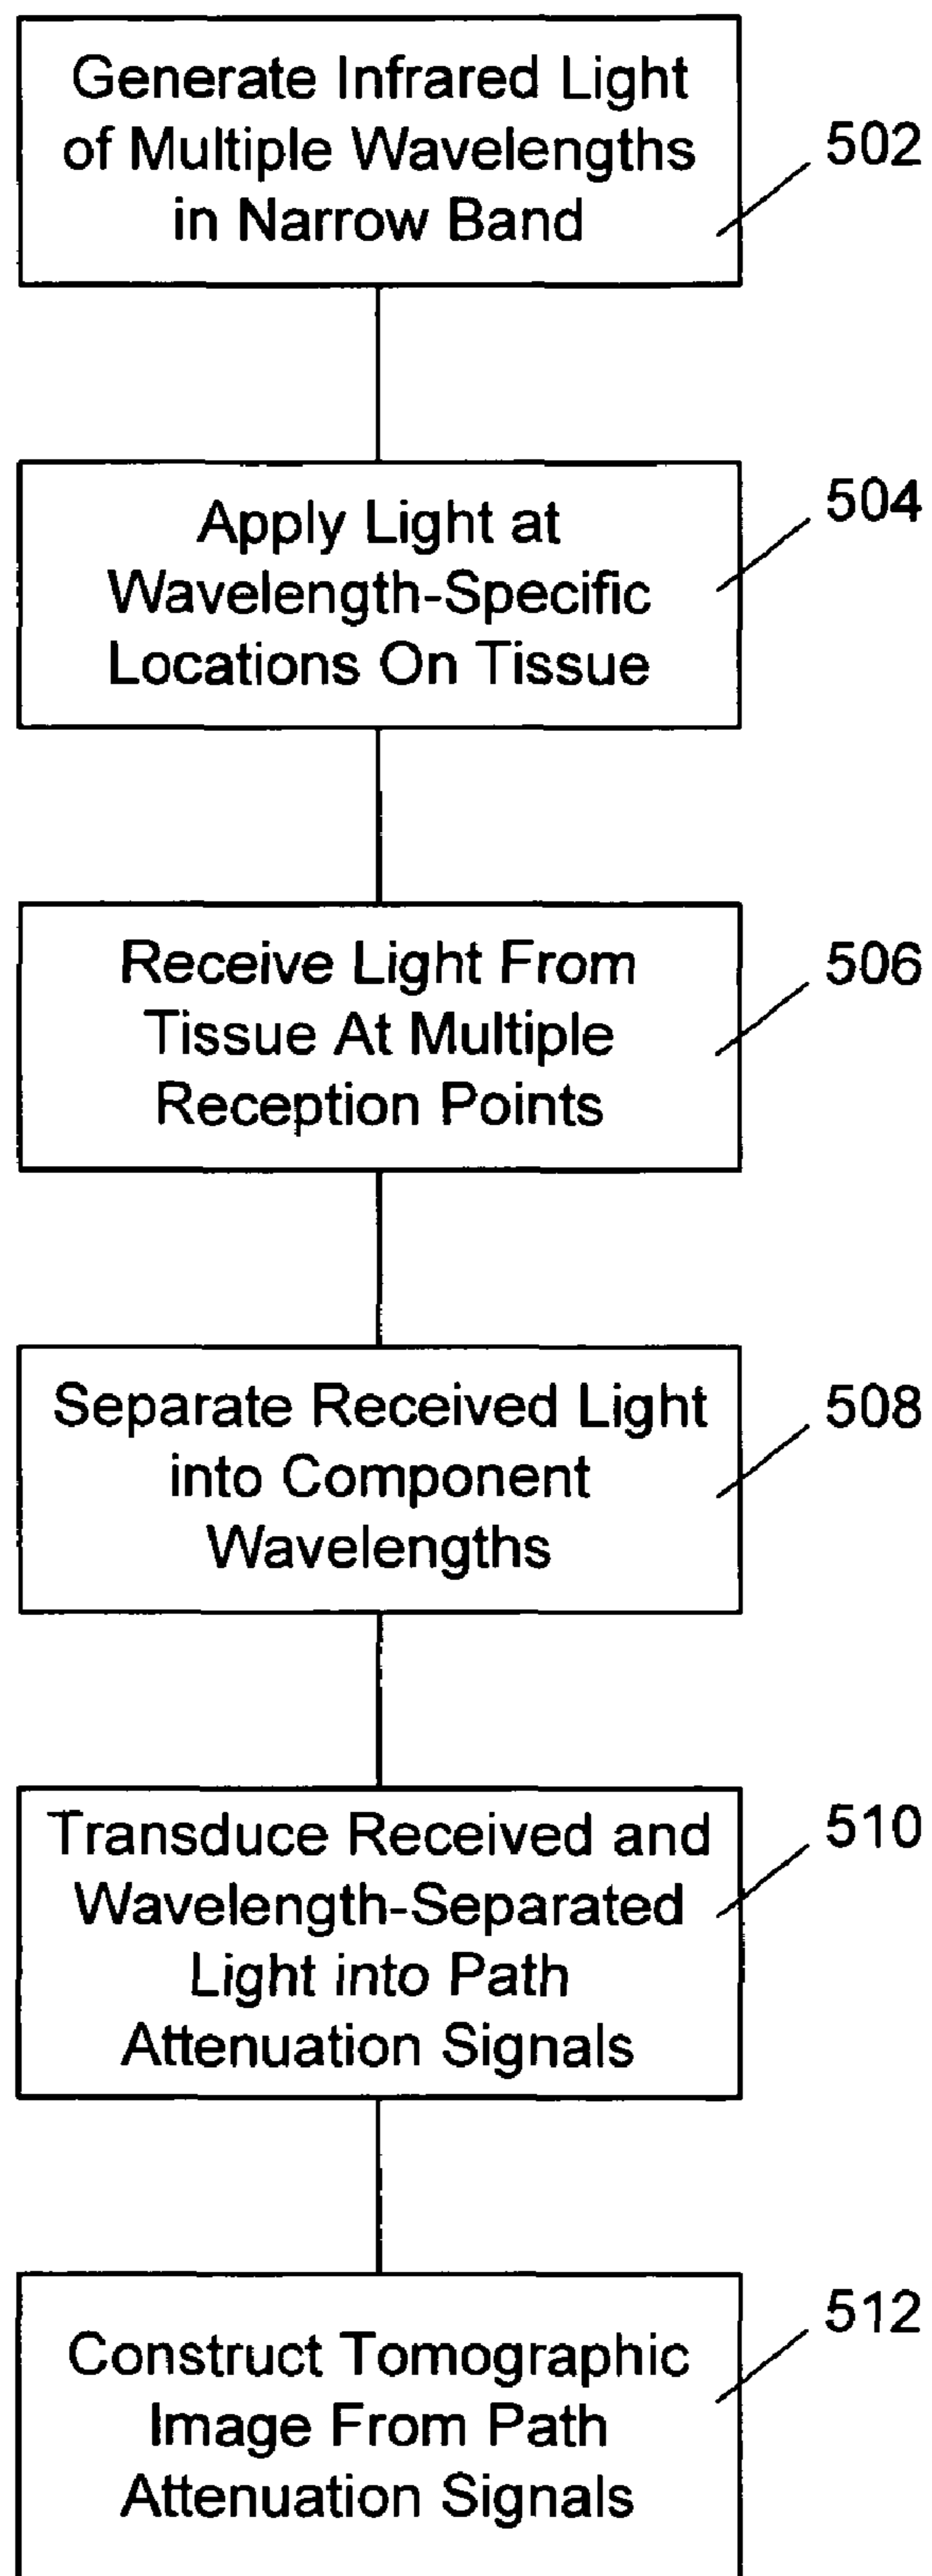 Generate Infrared Light
of Multiple Wavelengths
in Narrow Band
502
Apply Light at
Wavelength-Specific
Locations On Tissue
504
Receive Light From
Tissue At Multiple
Reception Points
506
Separate Received Light
into Component
Wavelengths
508
Transduce Received and
Wavelength-Separated
Light into Path
Attenuation Signals
510
Construct Tomographic
Image From Path
Attenuation Signals
512